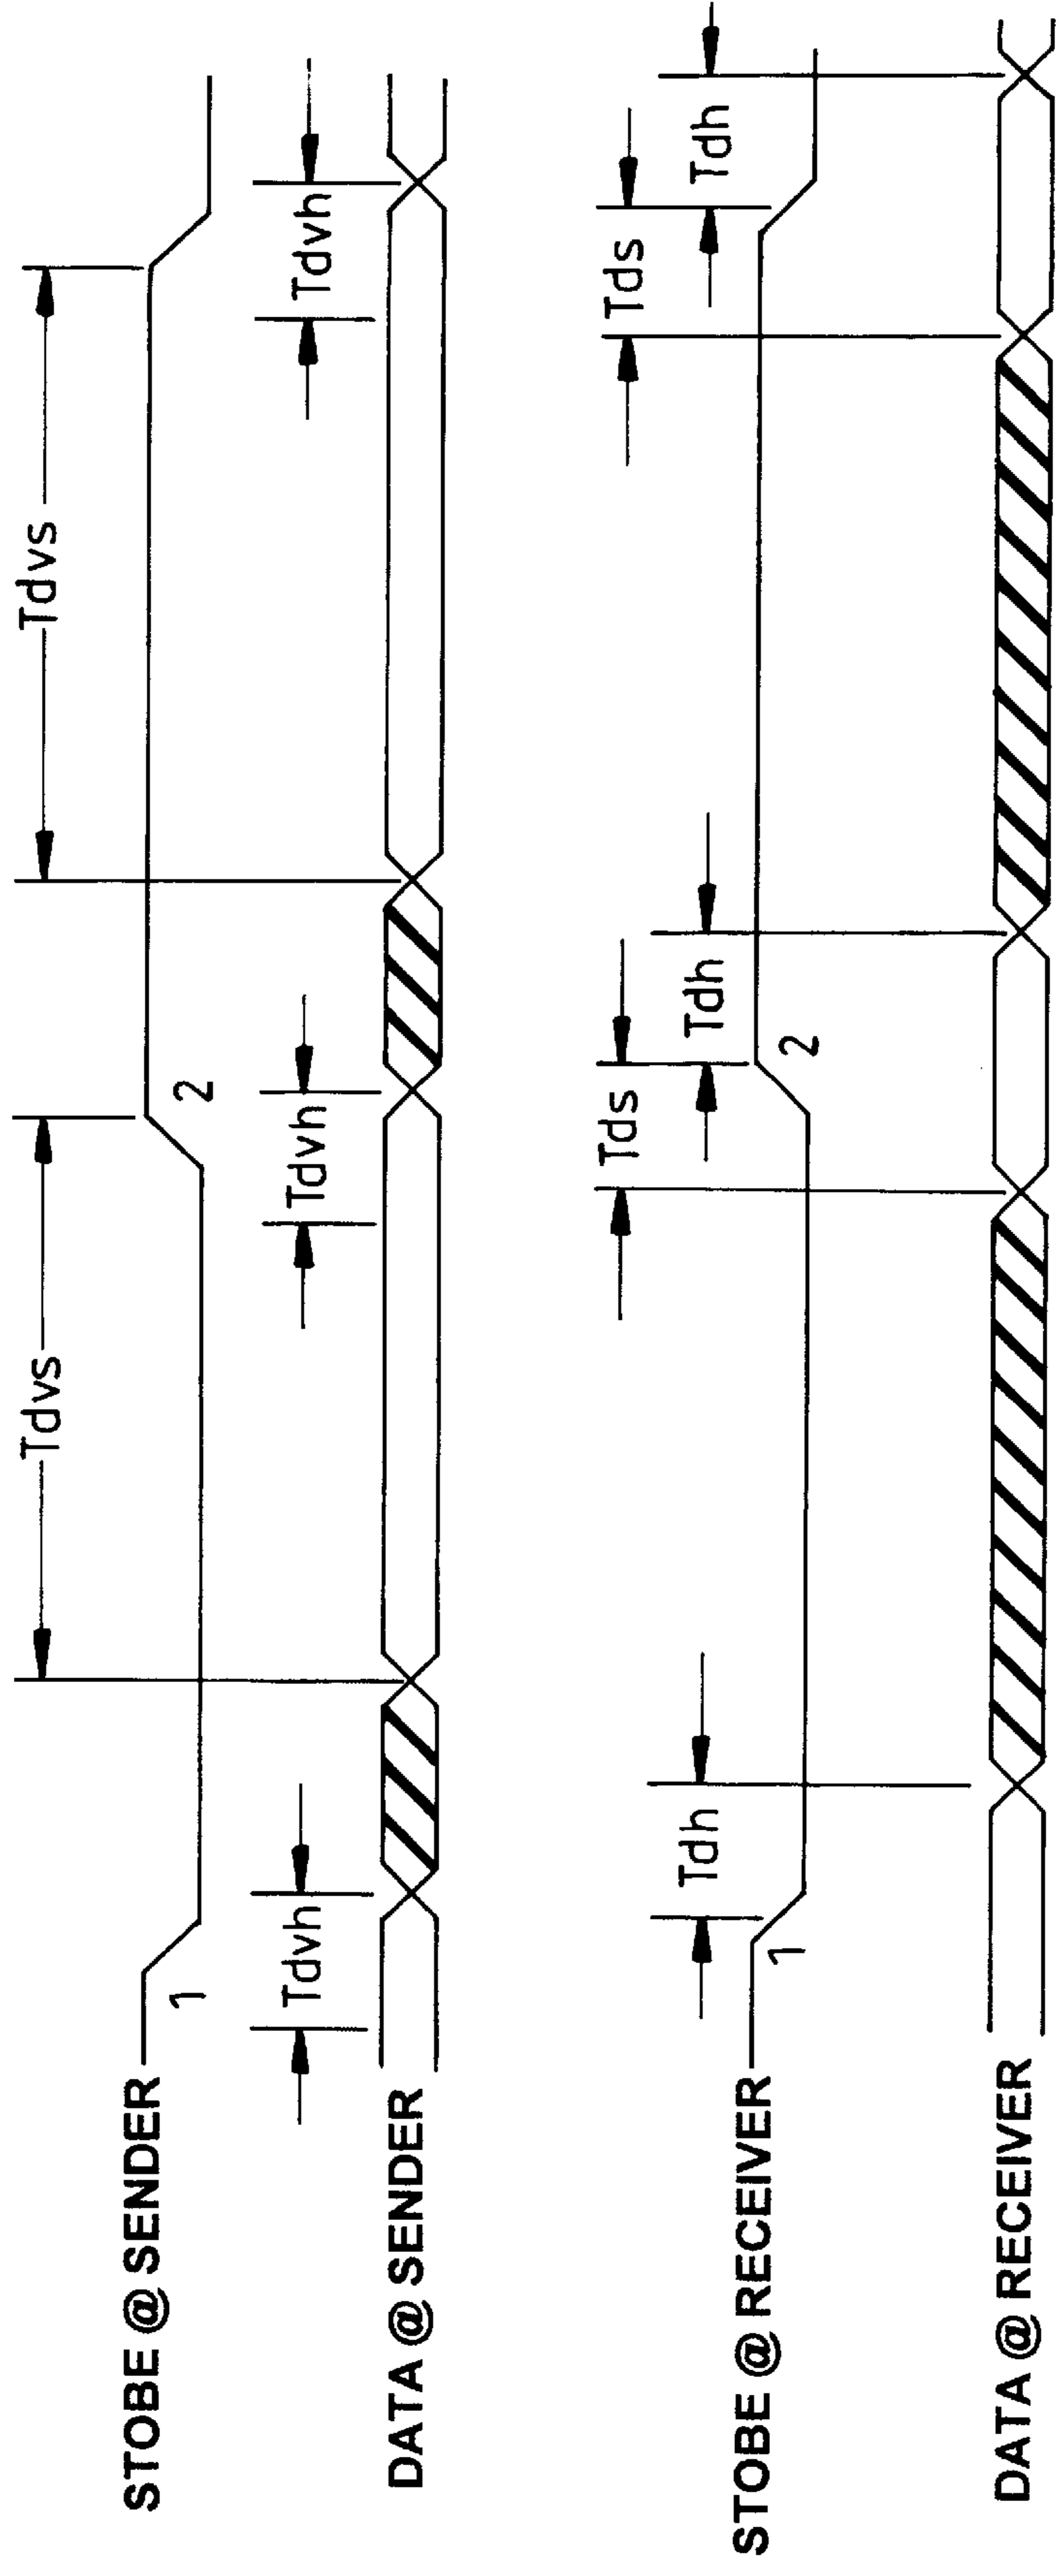 Tdvs Tdvs
STOBE @ SENDER
1 2
Tdvh Tdvh Tdvh
DATA @ SENDER
Tds Tds
Tdh Tdh Tdh
STOBE @ RECEIVER
1 2
DATA @ RECEIVER